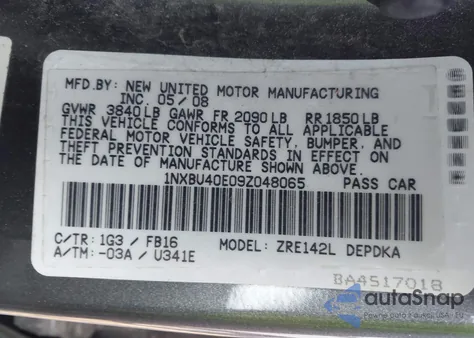 MFD.BY: NEW UNITED MOTOR MANUFACTURING
INC. 05/08
GVWR 3840LB GAWR FR 2090LB RR 1850LB
THIS VEHICLE CONFORMS TO ALL APPLICABLE
FEDERAL MOTOR VEHICLE SAFETY, BUMPER, AND
THEFT PREVENTION STANDARDS IN EFFECT ON
THE DATE OF MANUFACTURE SHOWN ABOVE.
1NXBU40E09Z048065 PASS CAR
C/TR: 1G3 / FB16 MODEL: ZRE142L DEPDKA
A/TM: -03A / U341E
BA4517018
autoSnap